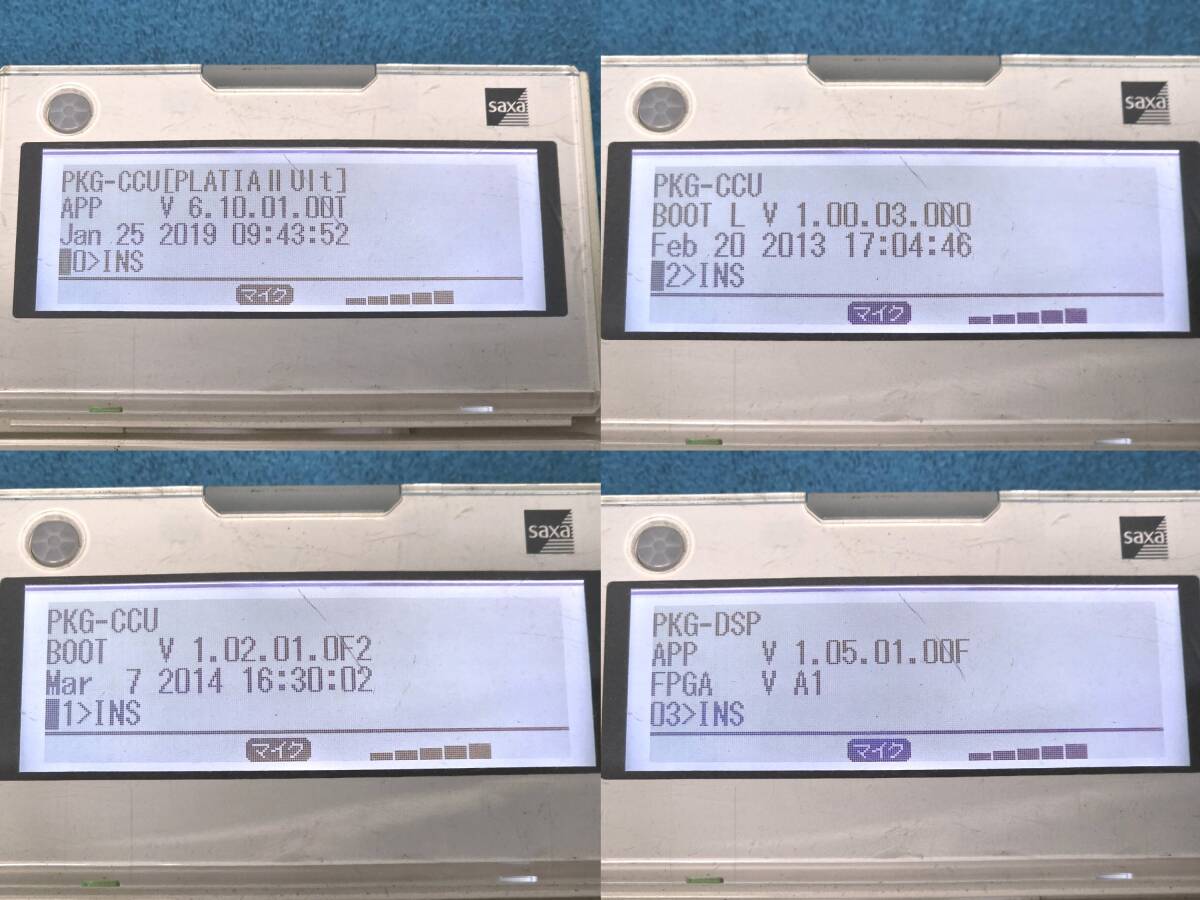 saxa
PKG-CCU[PLATIAⅡUlt]
APP V 6.10.01.00T
Jan 25 2019 09:43:52
0>INS
マイク
saxa
PKG-CCU
BOOT L V 1.00.03.0D0
Feb 20 2013 17:04:46
2>INS
マイク
saxa
PKG-CCU
BOOT V 1.02.01.0F2
Mar 7 2014 16:30:02
1>INS
マイク
saxa
PKG-DSP
APP V 1.05.01.00F
FPGA V A1
03>INS
マイク